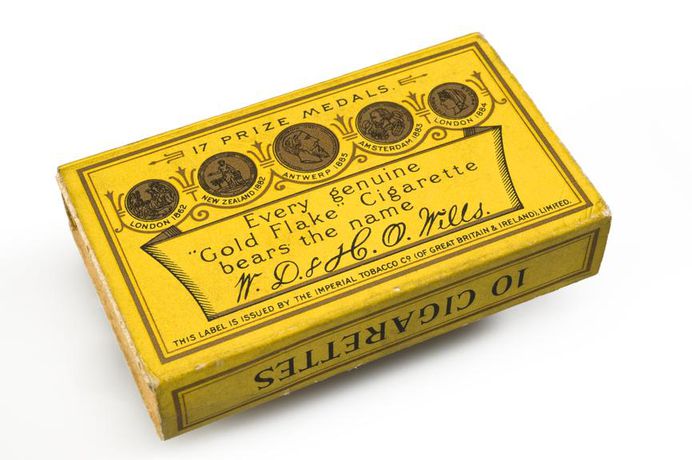 17 PRIZE MEDALS.
LONDON 1862
NEW ZEALAND 1882
ANTWERP 1885
AMSTERDAM 1883
LONDON 1884
Every genuine
"Gold Flake" Cigarette
bears the name
W. D. & H. O. Wills.
THIS LABEL IS ISSUED BY THE IMPERIAL TOBACCO CO (OF GREAT BRITAIN & IRELAND), LIMITED.
10 CIGARETTES